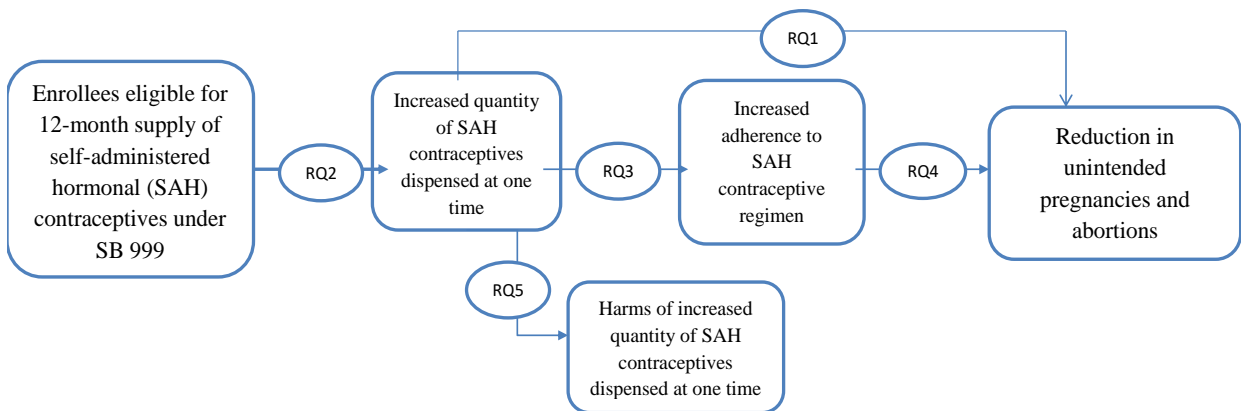 RQ1
Enrollees eligible for
12-month supply of
self-administered
hormonal (SAH)
contraceptives under
SB 999
RQ2
Increased quantity
of SAH
contraceptives
dispensed at one
time
RQ3
Increased
adherence to
SAH
contraceptive
regimen
RQ4
Reduction in
unintended
pregnancies and
abortions
RQ5
Harms of increased
quantity of SAH
contraceptives
dispensed at one time